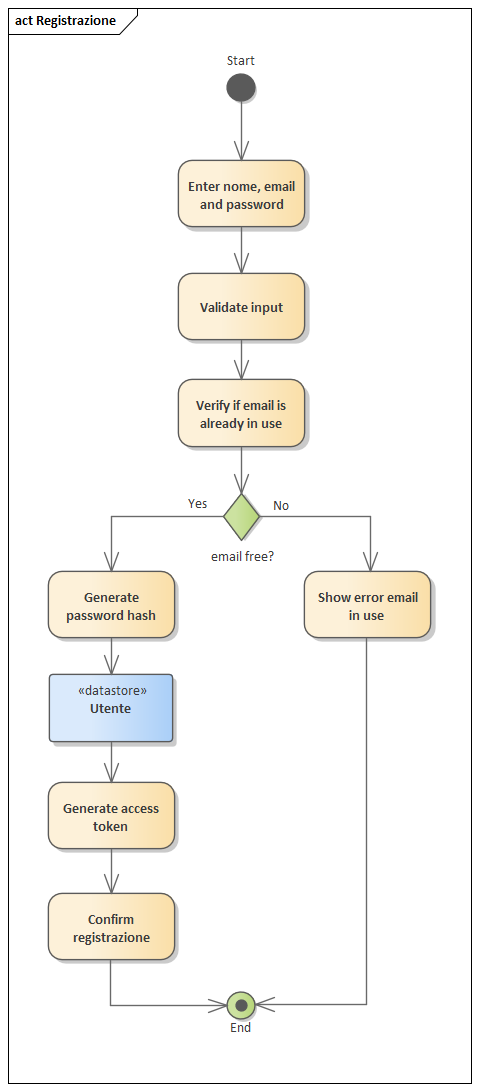 act Registrazione
Start
Enter nome, email
and password
Validate input
Verify if email is
already in use
Yes
No
email free?
Generate
password hash
Show error email
in use
«datastore»
Utente
Generate access
token
Confirm
registrazione
End